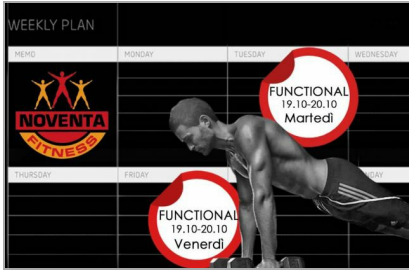 WEEKLY PLAN
MEMO
MONDAY
TUESDAY
WEDNESDAY
FUNCTIONAL
19.10-20.10
Martedì
NOVENTA
FITNESS
THURSDAY
FRIDAY
NDAY
FUNCTIONAL
19.10-20.10
Venerdì